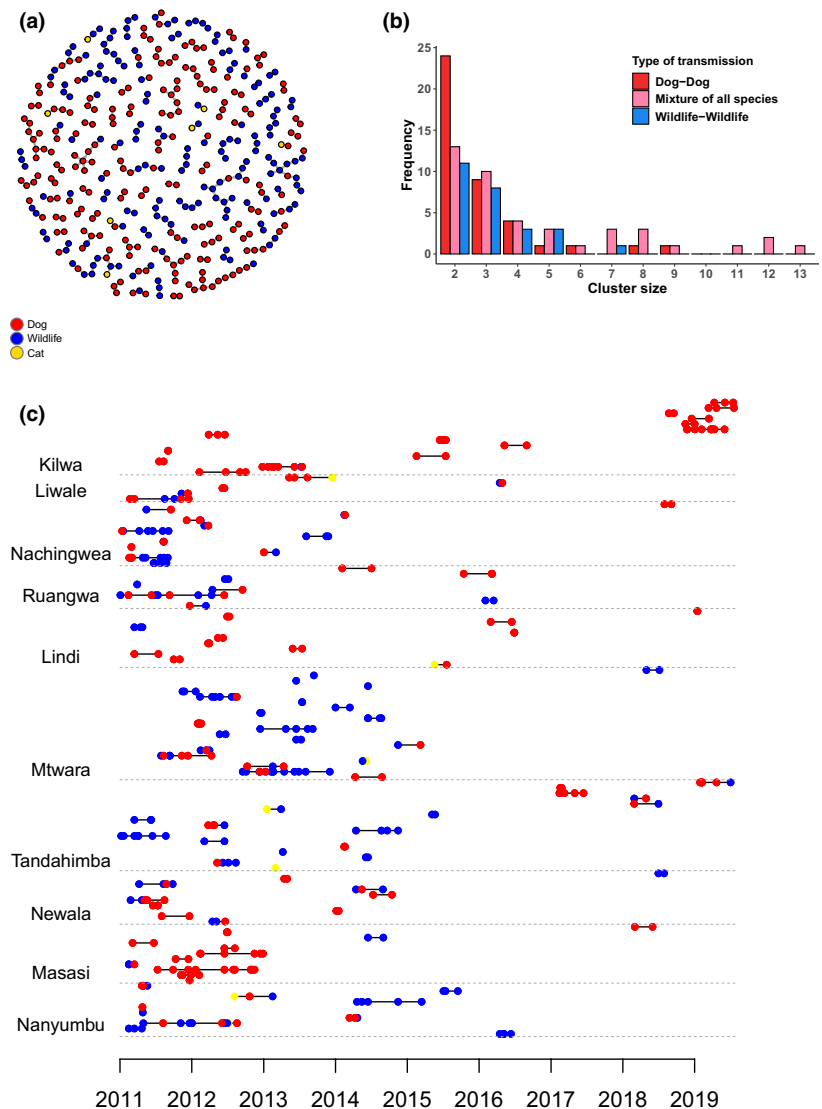 (a)
Dog
Wildlife
Cat
(b)
Frequency
25
20
15
10
5
0
Type of transmission
Dog−Dog
Mixture of all species
Wildlife−Wildlife
2 3 4 5 6 7 8 9 10 11 12 13
Cluster size
(c)
Kilwa
Liwale
Nachingwea
Ruangwa
Lindi
Mtwara
Tandahimba
Newala
Masasi
Nanyumbu
2011 2012 2013 2014 2015 2016 2017 2018 2019